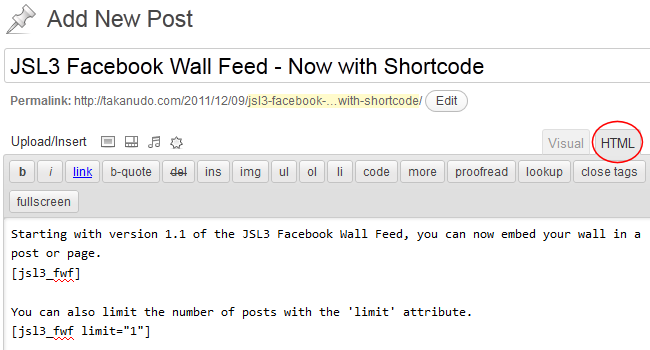 Add New Post
JSL3 Facebook Wall Feed - Now with Shortcode
Permalink: http://takanudo.com/2011/12/09/jsl3-facebook-...with-shortcode/ Edit
Upload/Insert Visual HTML
b i link b-quote del ins img ul ol li code more proofread lookup close tags
fullscreen
Starting with version 1.1 of the JSL3 Facebook Wall Feed, you can now embed your wall in a
post or page.
[jsl3_fwf]
You can also limit the number of posts with the 'limit' attribute.
[jsl3_fwf limit="1"]